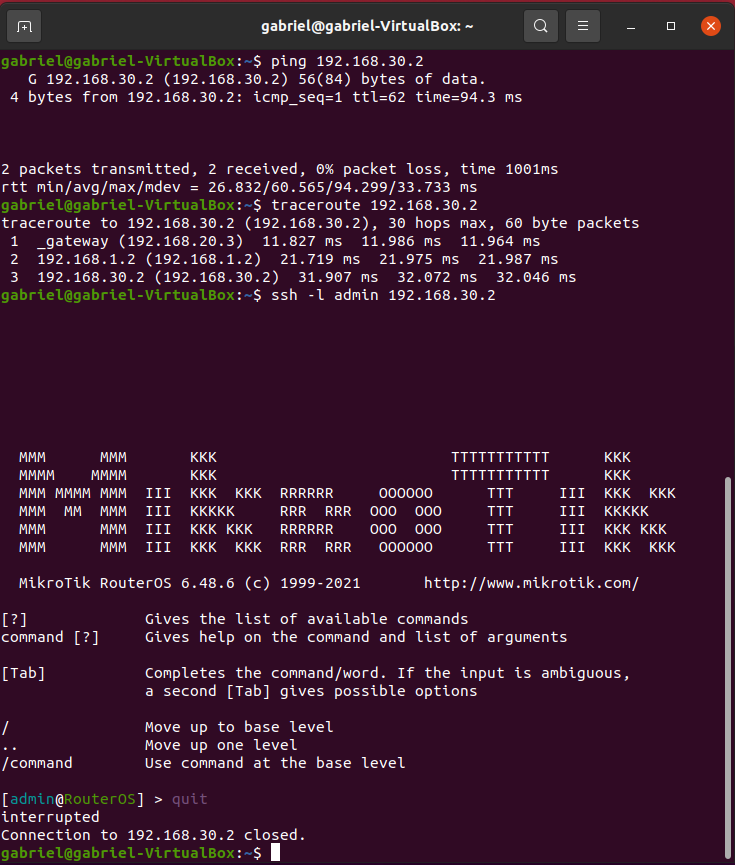 gabriel@gabriel-VirtualBox: ~
gabriel@gabriel-VirtualBox:~$ ping 192.168.30.2
   G 192.168.30.2 (192.168.30.2) 56(84) bytes of data.
 4 bytes from 192.168.30.2: icmp_seq=1 ttl=62 time=94.3 ms
2 packets transmitted, 2 received, 0% packet loss, time 1001ms
rtt min/avg/max/mdev = 26.832/60.565/94.299/33.733 ms
gabriel@gabriel-VirtualBox:~$ traceroute 192.168.30.2
traceroute to 192.168.30.2 (192.168.30.2), 30 hops max, 60 byte packets
 1  _gateway (192.168.20.3)  11.827 ms  11.986 ms  11.964 ms
 2  192.168.1.2 (192.168.1.2)  21.719 ms  21.975 ms  21.987 ms
 3  192.168.30.2 (192.168.30.2)  31.907 ms  32.072 ms  32.046 ms
gabriel@gabriel-VirtualBox:~$ ssh -l admin 192.168.30.2
  MMM      MMM       KKK                          TTTTTTTTTTT      KKK
  MMMM    MMMM       KKK                          TTTTTTTTTTT      KKK
  MMM MMMM MMM  III  KKK  KKK  RRRRRR     OOOOOO      TTT     III  KKK  KKK
  MMM  MM  MMM  III  KKKKK     RRR  RRR  OOO  OOO     TTT     III  KKKKK
  MMM      MMM  III  KKK KKK   RRRRRR    OOO  OOO     TTT     III  KKK KKK
  MMM      MMM  III  KKK  KKK  RRR  RRR   OOOOOO      TTT     III  KKK  KKK
  MikroTik RouterOS 6.48.6 (c) 1999-2021       http://www.mikrotik.com/
[?]             Gives the list of available commands
command [?]     Gives help on the command and list of arguments
[Tab]           Completes the command/word. If the input is ambiguous,
                a second [Tab] gives possible options
/               Move up to base level
..              Move up one level
/command        Use command at the base level
[admin@RouterOS] > quit
interrupted
Connection to 192.168.30.2 closed.
gabriel@gabriel-VirtualBox:~$